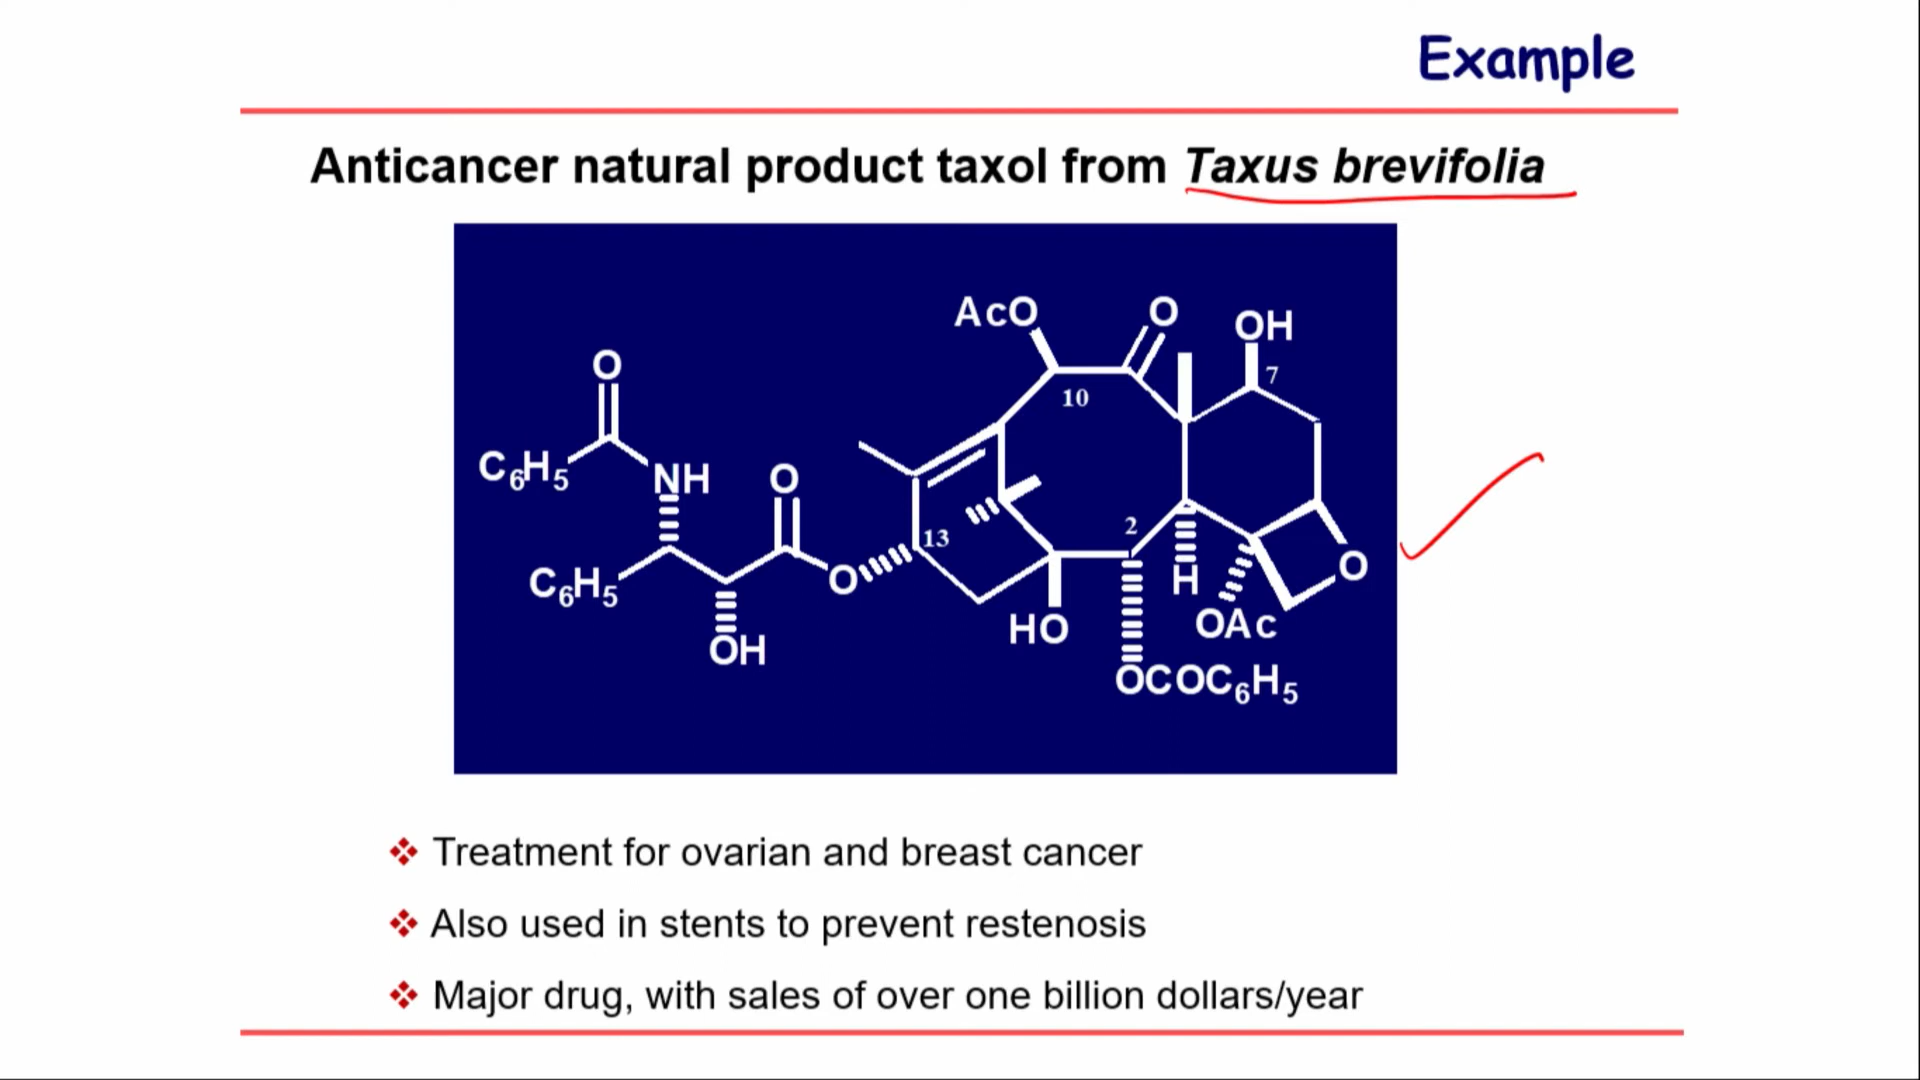 Example
Anticancer natural product taxol from Taxus brevifolia
AcO
O
OH
7
O
10
C6H5
NH
O
13
2
C6H5
O
H
O
OH
HO
OAc
OCOC6H5
❖ Treatment for ovarian and breast cancer
❖ Also used in stents to prevent restenosis
❖ Major drug, with sales of over one billion dollars/year